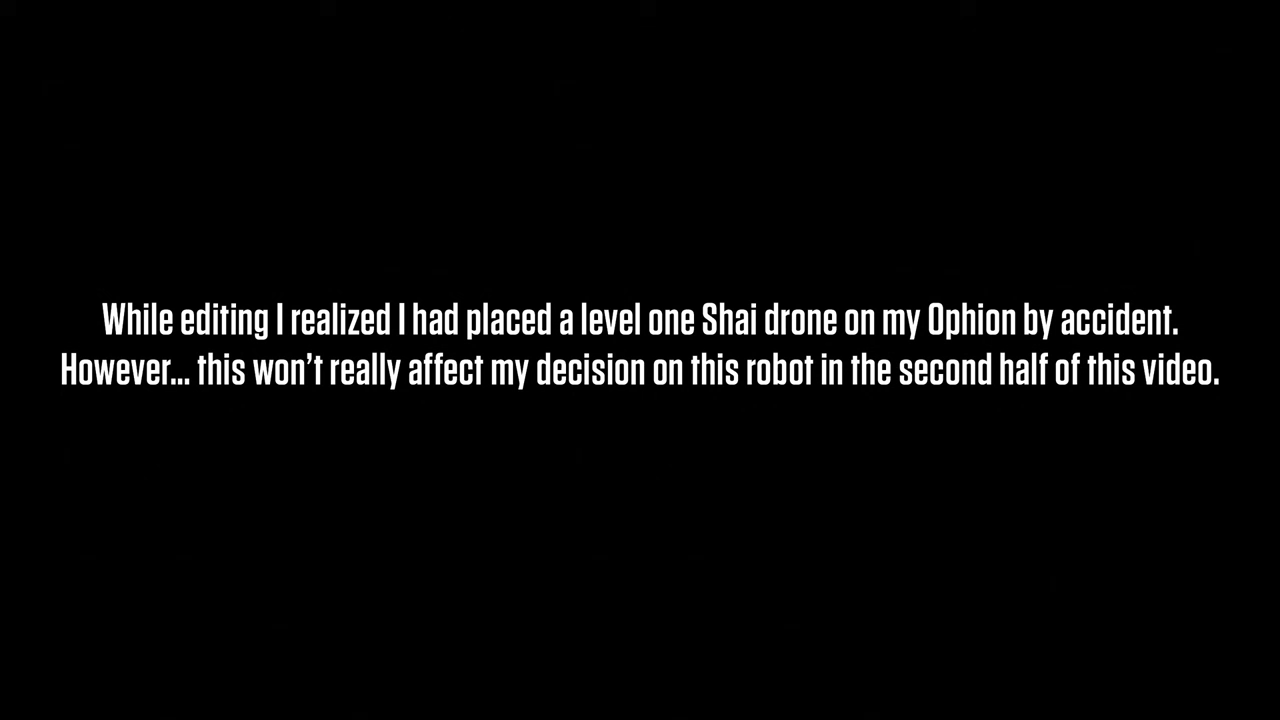 While editing I realized I had placed a level one Shai drone on my Ophion by accident.
However... this won’t really affect my decision on this robot in the second half of this video.